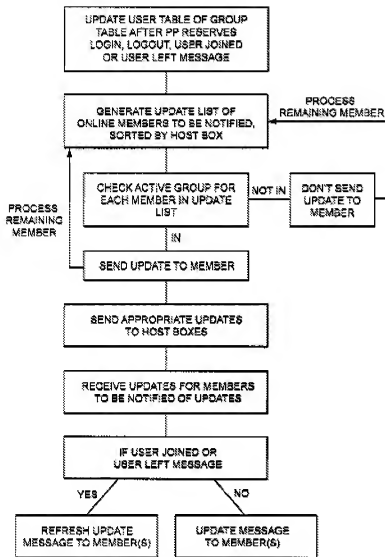 UPDATE USER TABLE OF GROUP
TABLE AFTER PP RESERVES
LOGIN, LOGOUT, USER JOINED
OR USER LEFT MESSAGE
GENERATE UPDATE LIST OF
ONLINE MEMBERS TO BE NOTIFIED,
SORTED BY HOST BOX
PROCESS
REMAINING MEMBER
CHECK ACTIVE GROUP FOR
EACH MEMBER IN UPDATE
LIST
NOT IN
DON'T SEND
UPDATE TO
MEMBER
PROCESS
REMAINING
MEMBER
IN
SEND UPDATE TO MEMBER
SEND APPROPRIATE UPDATES
TO HOST BOXES
RECEIVE UPDATES FOR MEMBERS
TO BE NOTIFIED OF UPDATES
IF USER JOINED OR
USER LEFT MESSAGE
YES
NO
REFRESH UPDATE
MESSAGE TO MEMBER(S)
UPDATE MESSAGE
TO MEMBER(S)